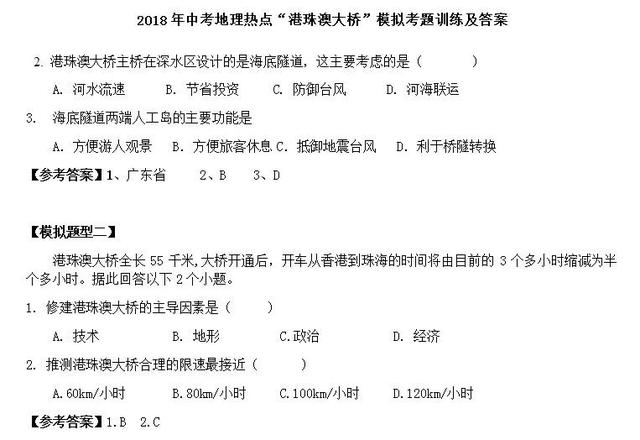 2018年中考地理热点“港珠澳大桥”模拟考题训练及答案
2. 港珠澳大桥主桥在深水区设计的是海底隧道，这主要考虑的是（ ）
A. 河水流速 B. 节省投资 C. 防御台风 D. 河海联运
3. 海底隧道两端人工岛的主要功能是
A. 方便游人观景 B. 方便旅客休息 C. 抵御地震台风 D. 利于桥隧转换
【参考答案】1、广东省 2、B 3、D
【模拟题型二】
港珠澳大桥全长 55 千米,大桥开通后，开车从香港到珠海的时间将由目前的 3 个多小时缩减为半
个多小时。据此回答以下 2 个小题。
1. 修建港珠澳大桥的主导因素是（ ）
A. 技术 B. 地形 C.政治 D. 经济
2. 推测港珠澳大桥合理的限速最接近（ ）
A.60km/小时 B.80km/小时 C.100km/小时 D.120km/小时
【参考答案】1.B 2.C